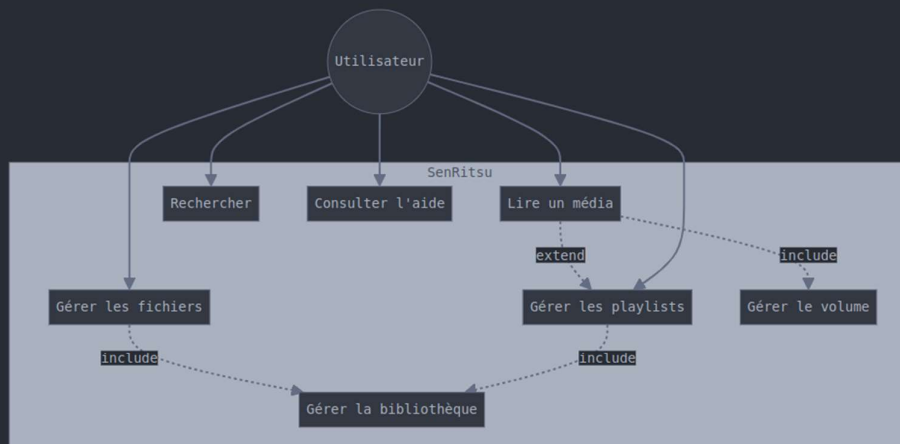 Utilisateur
SenRitsu
Rechercher
Consulter l'aide
Lire un média
extend
include
Gérer les fichiers
Gérer les playlists
Gérer le volume
include
include
Gérer la bibliothèque